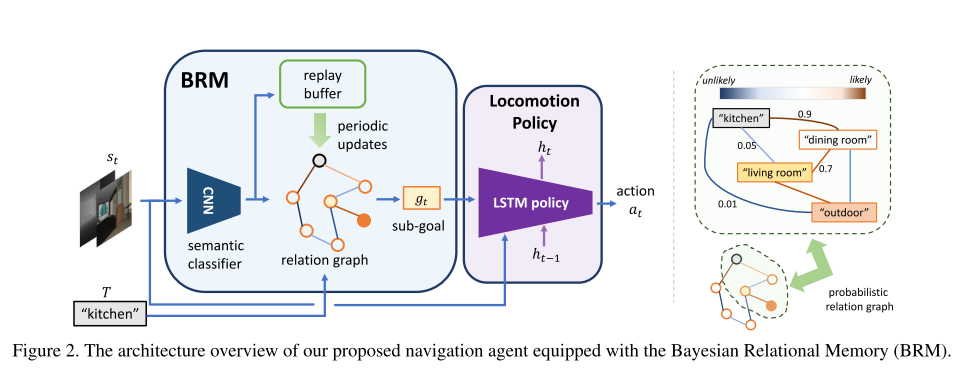 BRM
replay
buffer
periodic
updates
s_t
CNN
semantic
classifier
relation graph
g_t
sub-goal
T
"kitchen"
Locomotion
Policy
h_t
LSTM policy
h_{t-1}
action
a_t
unlikely
likely
"kitchen"
0.9
"dining room"
0.05
0.7
"living room"
0.01
"outdoor"
probabilistic
relation graph
Figure 2. The architecture overview of our proposed navigation agent equipped with the Bayesian Relational Memory (BRM).